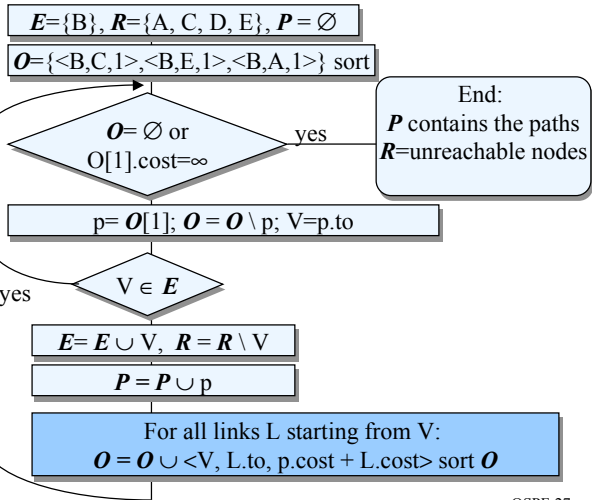 E={B}, R={A, C, D, E}, P = ∅
O={<B,C,1>,<B,E,1>,<B,A,1>} sort
O= ∅ or
O[1].cost=∞
yes
End:
P contains the paths
R=unreachable nodes
p= O[1]; O = O \ p; V=p.to
V ∈ E
yes
E= E ∪ V, R = R \ V
P = P ∪ p
For all links L starting from V:
O = O ∪ <V, L.to, p.cost + L.cost> sort O